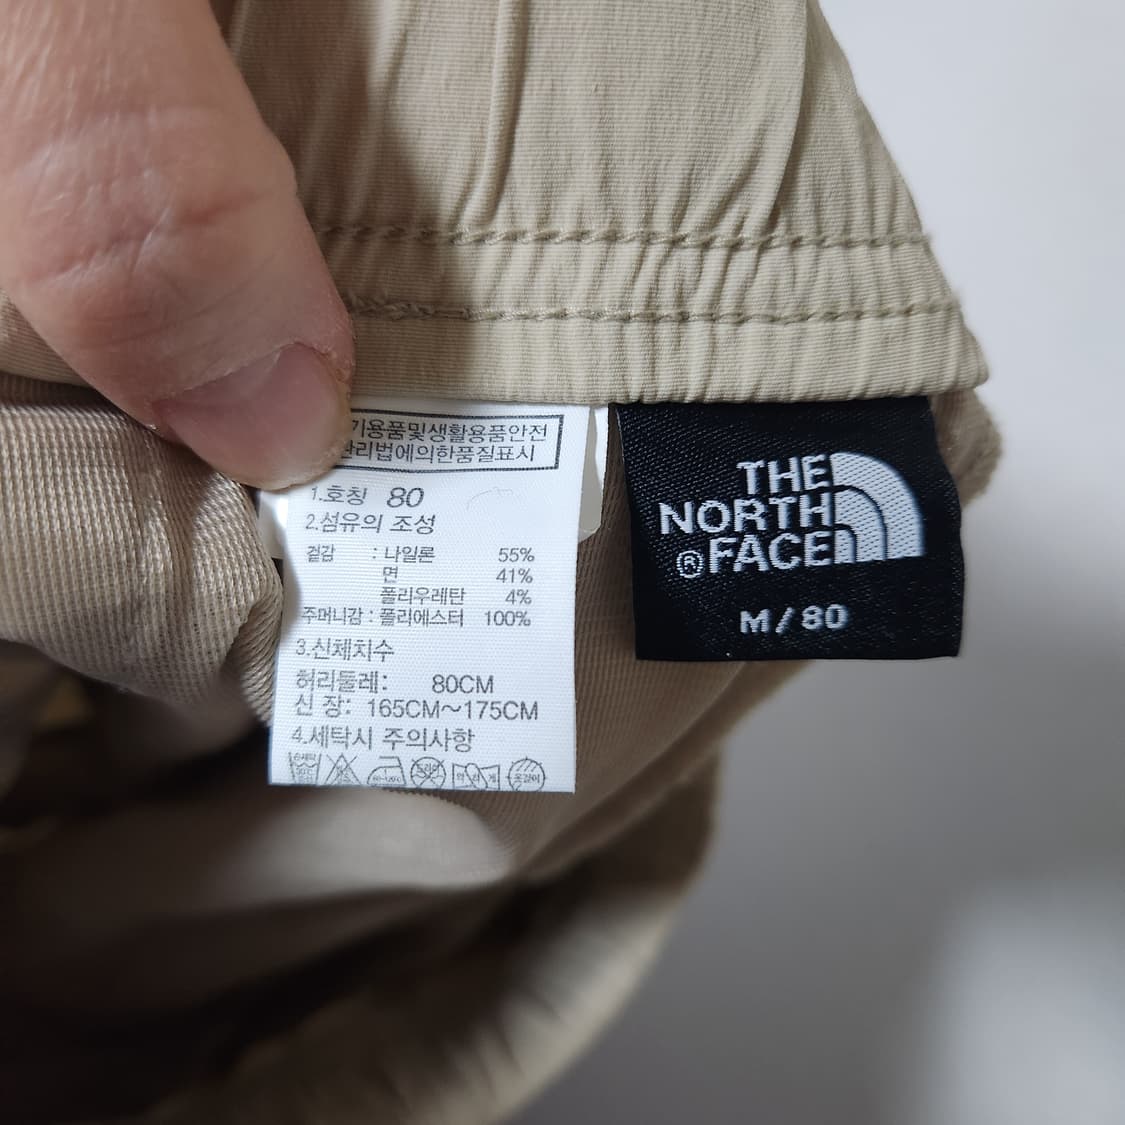 기용품및생활용품안전
관리법에의한품질표시
1.호칭 80
2.섬유의 조성
겉감 : 나일론 55%
면 41%
폴리우레탄 4%
주머니감 : 폴리에스터 100%
3.신체치수
허리둘레: 80CM
신 장: 165CM~175CM
4.세탁시 주의사항
THE
NORTH
® FACE
M/80